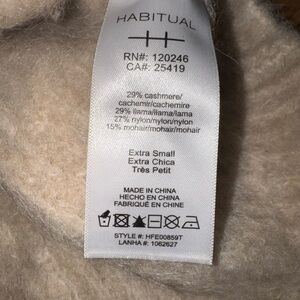 HABITUAL
RN#: 120246
CA#: 25419
29% cashmere/
cachemir/cachemire
29% llama/llama/lama
27% nylon/nylon/nylon
15% mohair/mohair/mohair
Extra Small
Extra Chica
Très Petit
MADE IN CHINA
HECHO EN CHINA
FABRIQUÉ EN CHINE
STYLE #: HFE00859T
LANHA #: 1062627